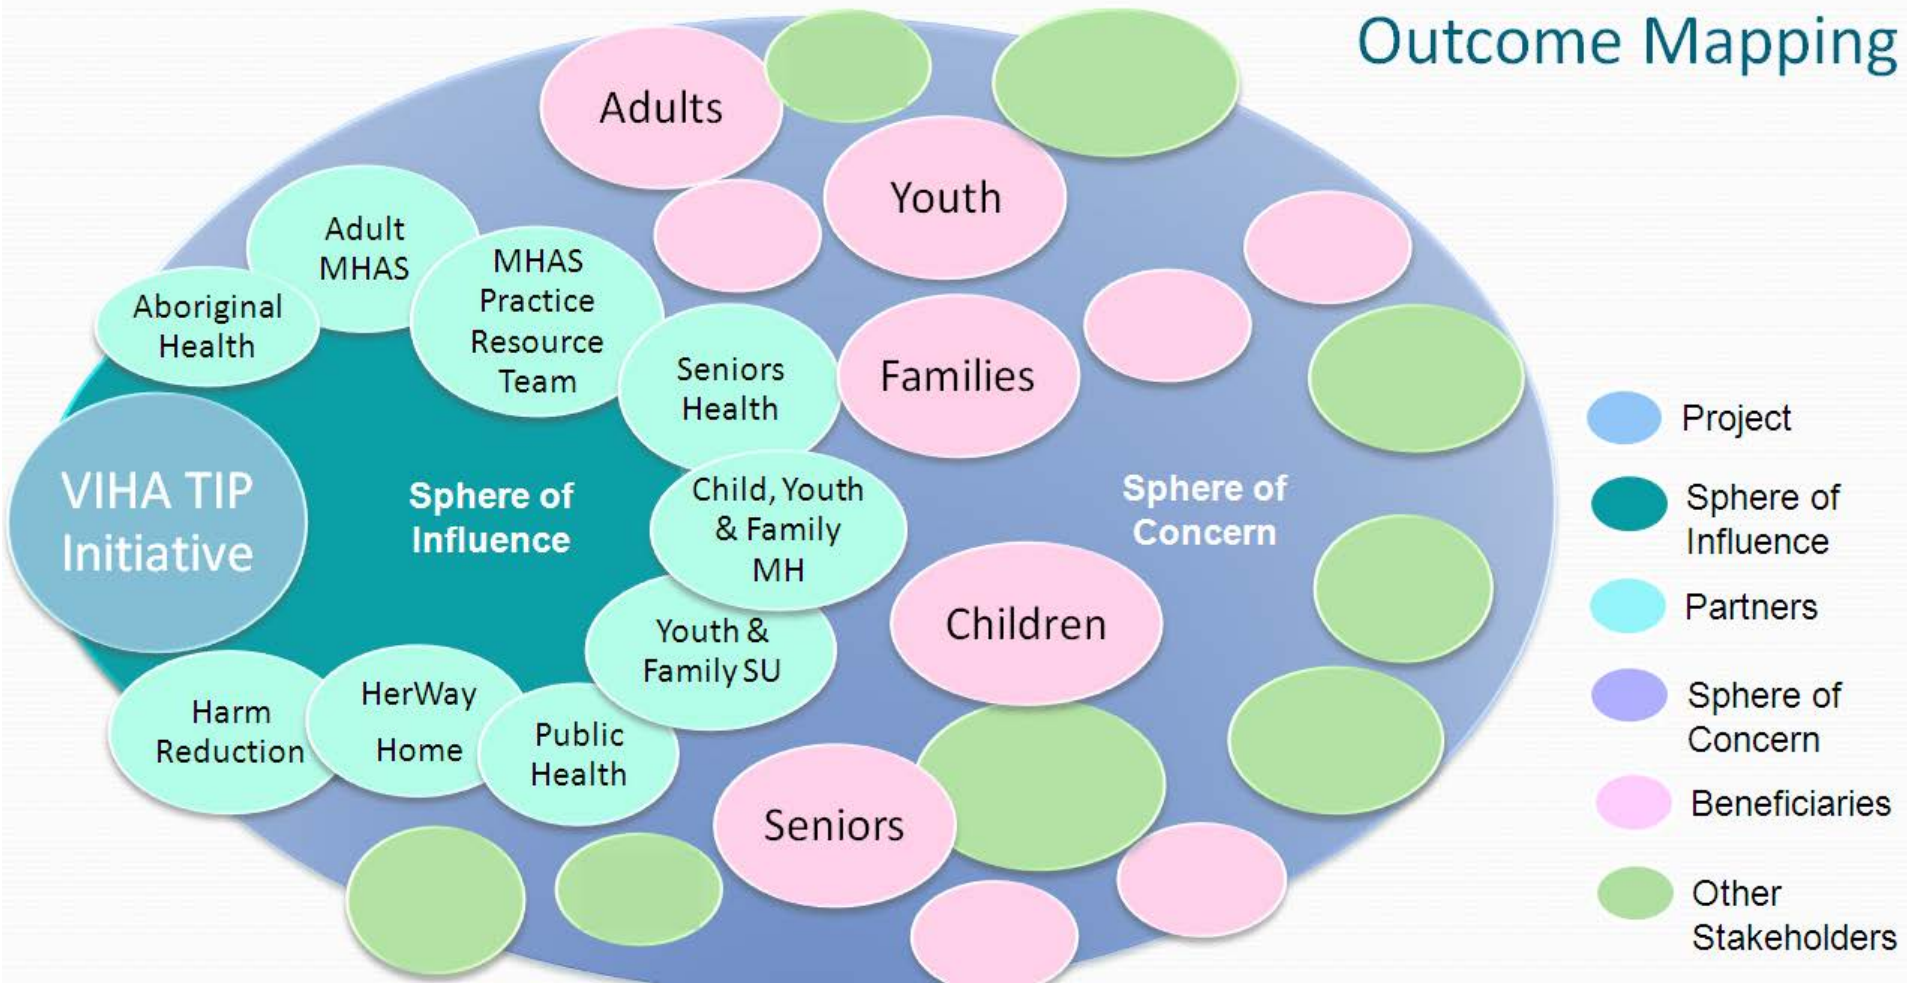 Outcome Mapping
Adults
Youth
Adult
MHAS
MHAS
Practice
Resource
Team
Aboriginal
Health
Seniors
Health
Families
VIHA TIP
Initiative
Sphere of
Influence
Child, Youth
& Family
MH
Sphere of
Concern
Youth &
Family SU
Children
Harm
Reduction
HerWay
Home
Public
Health
Seniors
Project
Sphere of
Influence
Partners
Sphere of
Concern
Beneficiaries
Other
Stakeholders